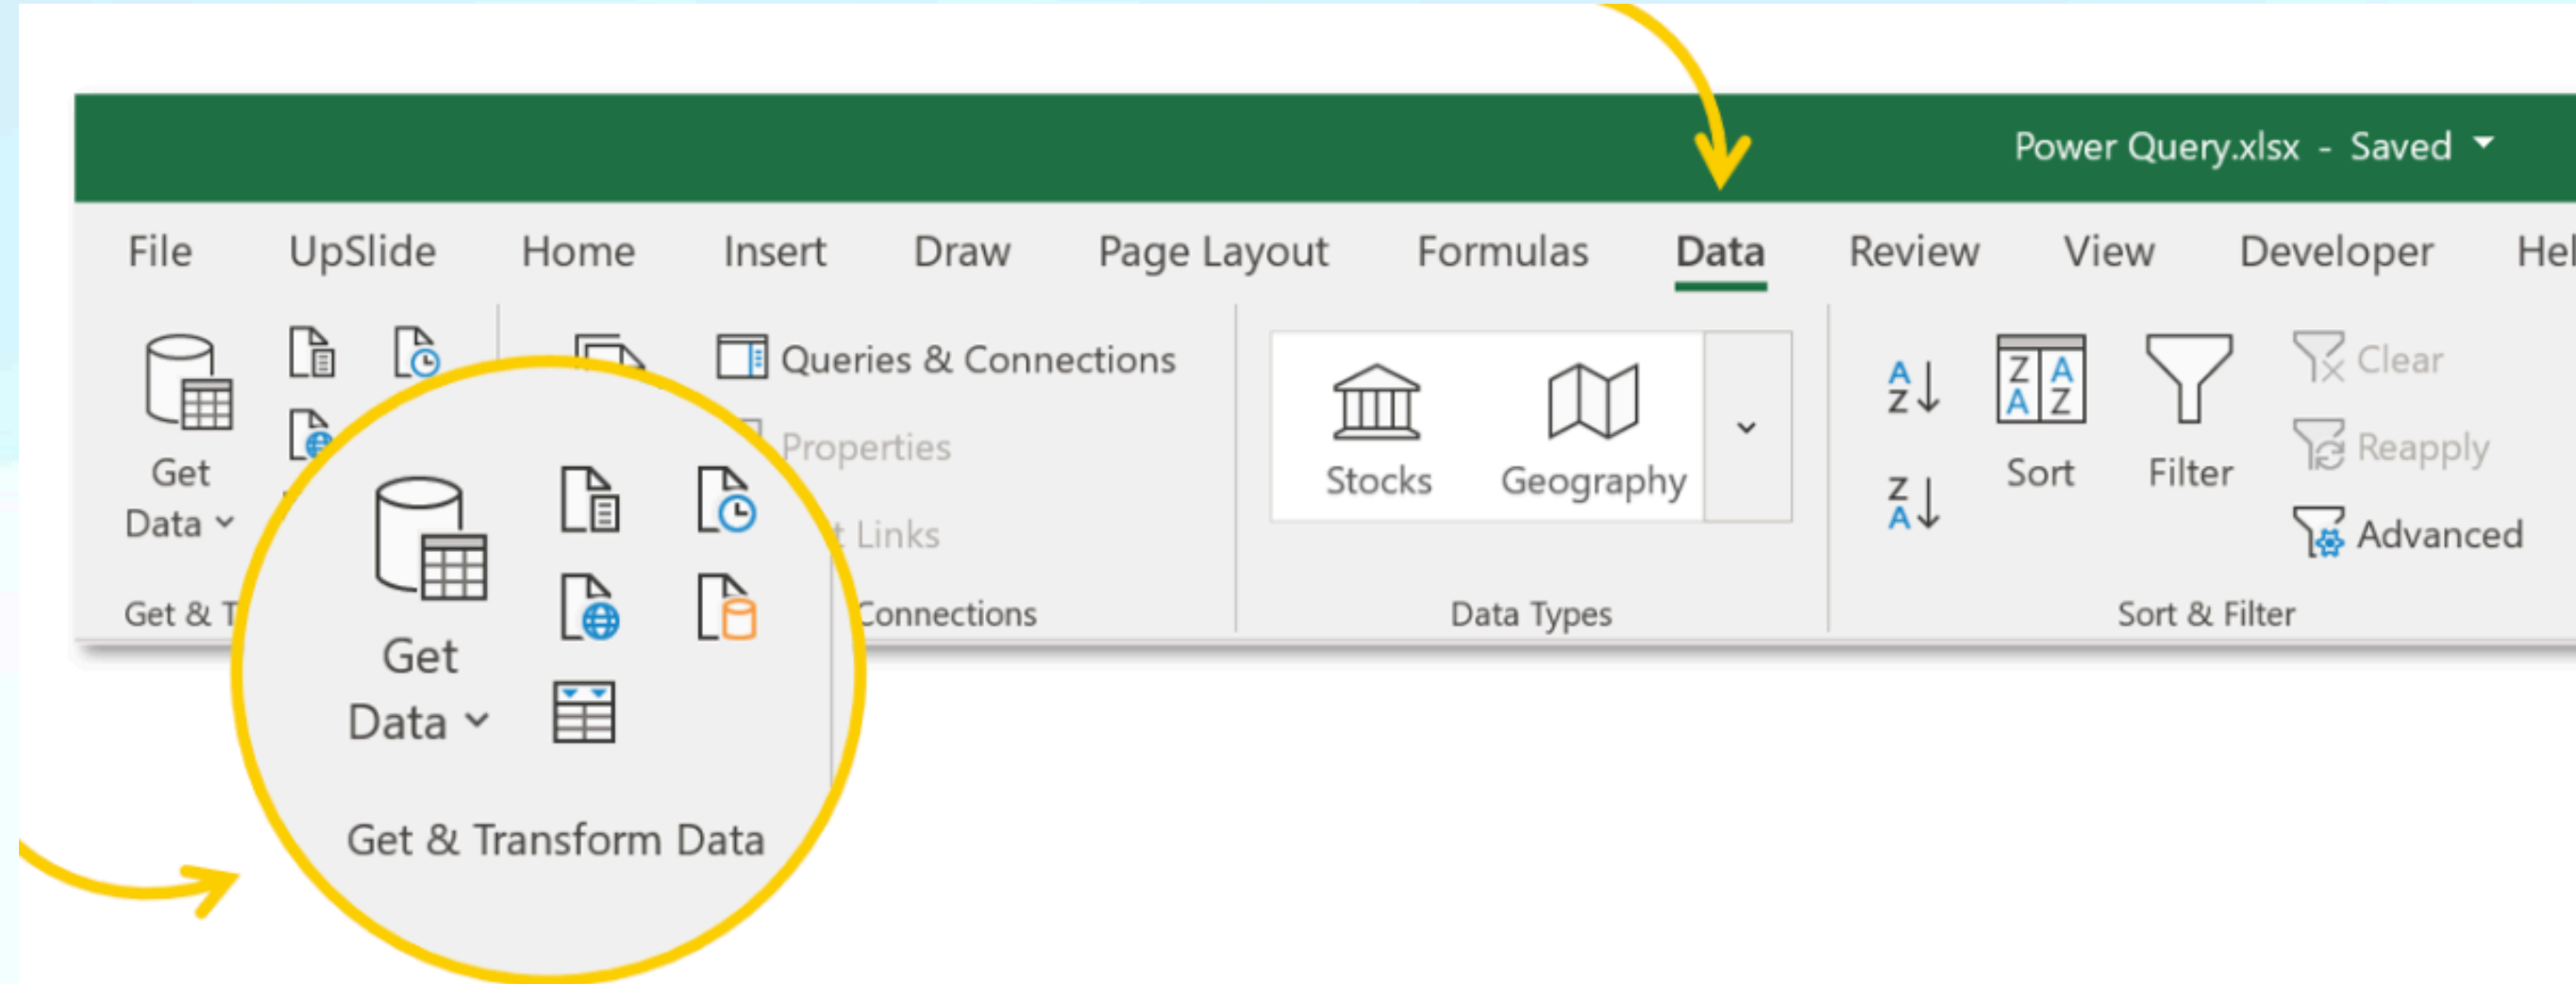 Power Query.xlsx - Saved
File UpSlide Home Insert Draw Page Layout Formulas Data Review View Developer Hel
Get
Data
Get & T
Queries & Connections
Properties
t Links
Connections
Stocks Geography
Data Types
A
Z
Z
A
Z A
A Z
Sort
Filter
Clear
Reapply
Advanced
Sort & Filter
Get
Data
Get & Transform Data